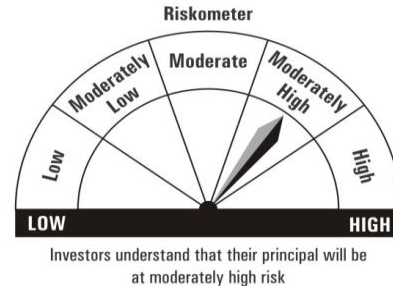 Riskometer
Low
Moderately
Low
Moderate
Moderately
High
High
LOW
HIGH
Investors understand that their principal will be
at moderately high risk